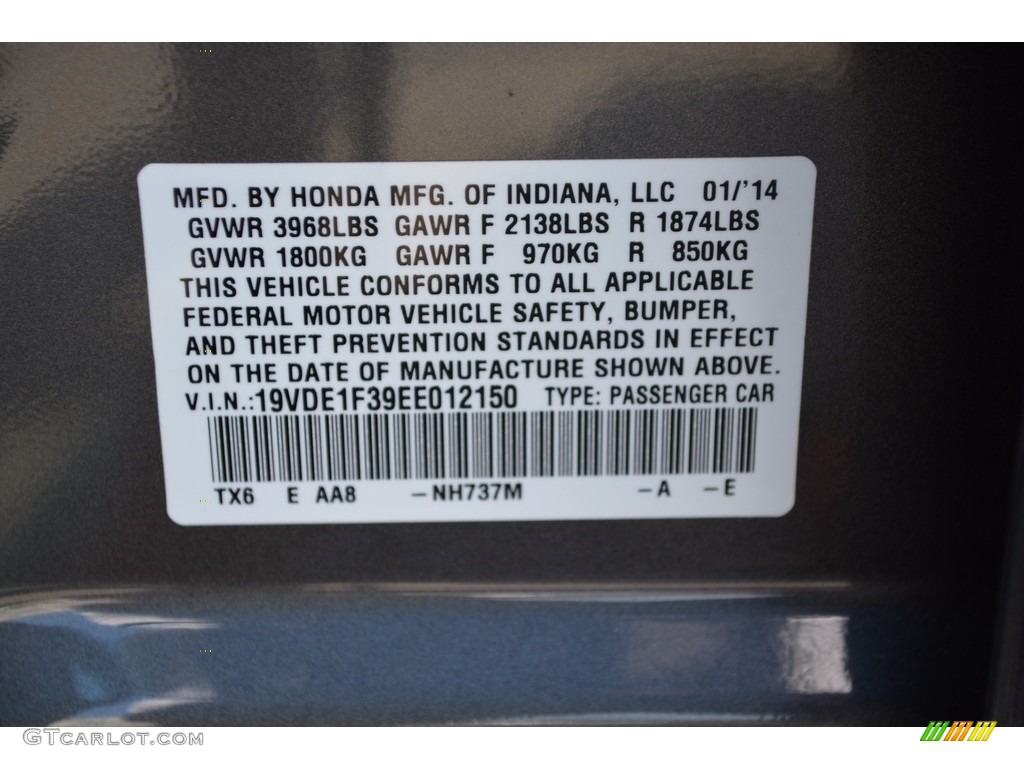 MFD. BY HONDA MFG. OF INDIANA, LLC 01/'14
GVWR 3968LBS GAWR F 2138LBS R 1874LBS
GVWR 1800KG GAWR F 970KG R 850KG
THIS VEHICLE CONFORMS TO ALL APPLICABLE
FEDERAL MOTOR VEHICLE SAFETY, BUMPER,
AND THEFT PREVENTION STANDARDS IN EFFECT
ON THE DATE OF MANUFACTURE SHOWN ABOVE.
V.I.N.:19VDE1F39EE012150 TYPE: PASSENGER CAR
TX6 E AA8 -NH737M -A -E
GTCarlot.com